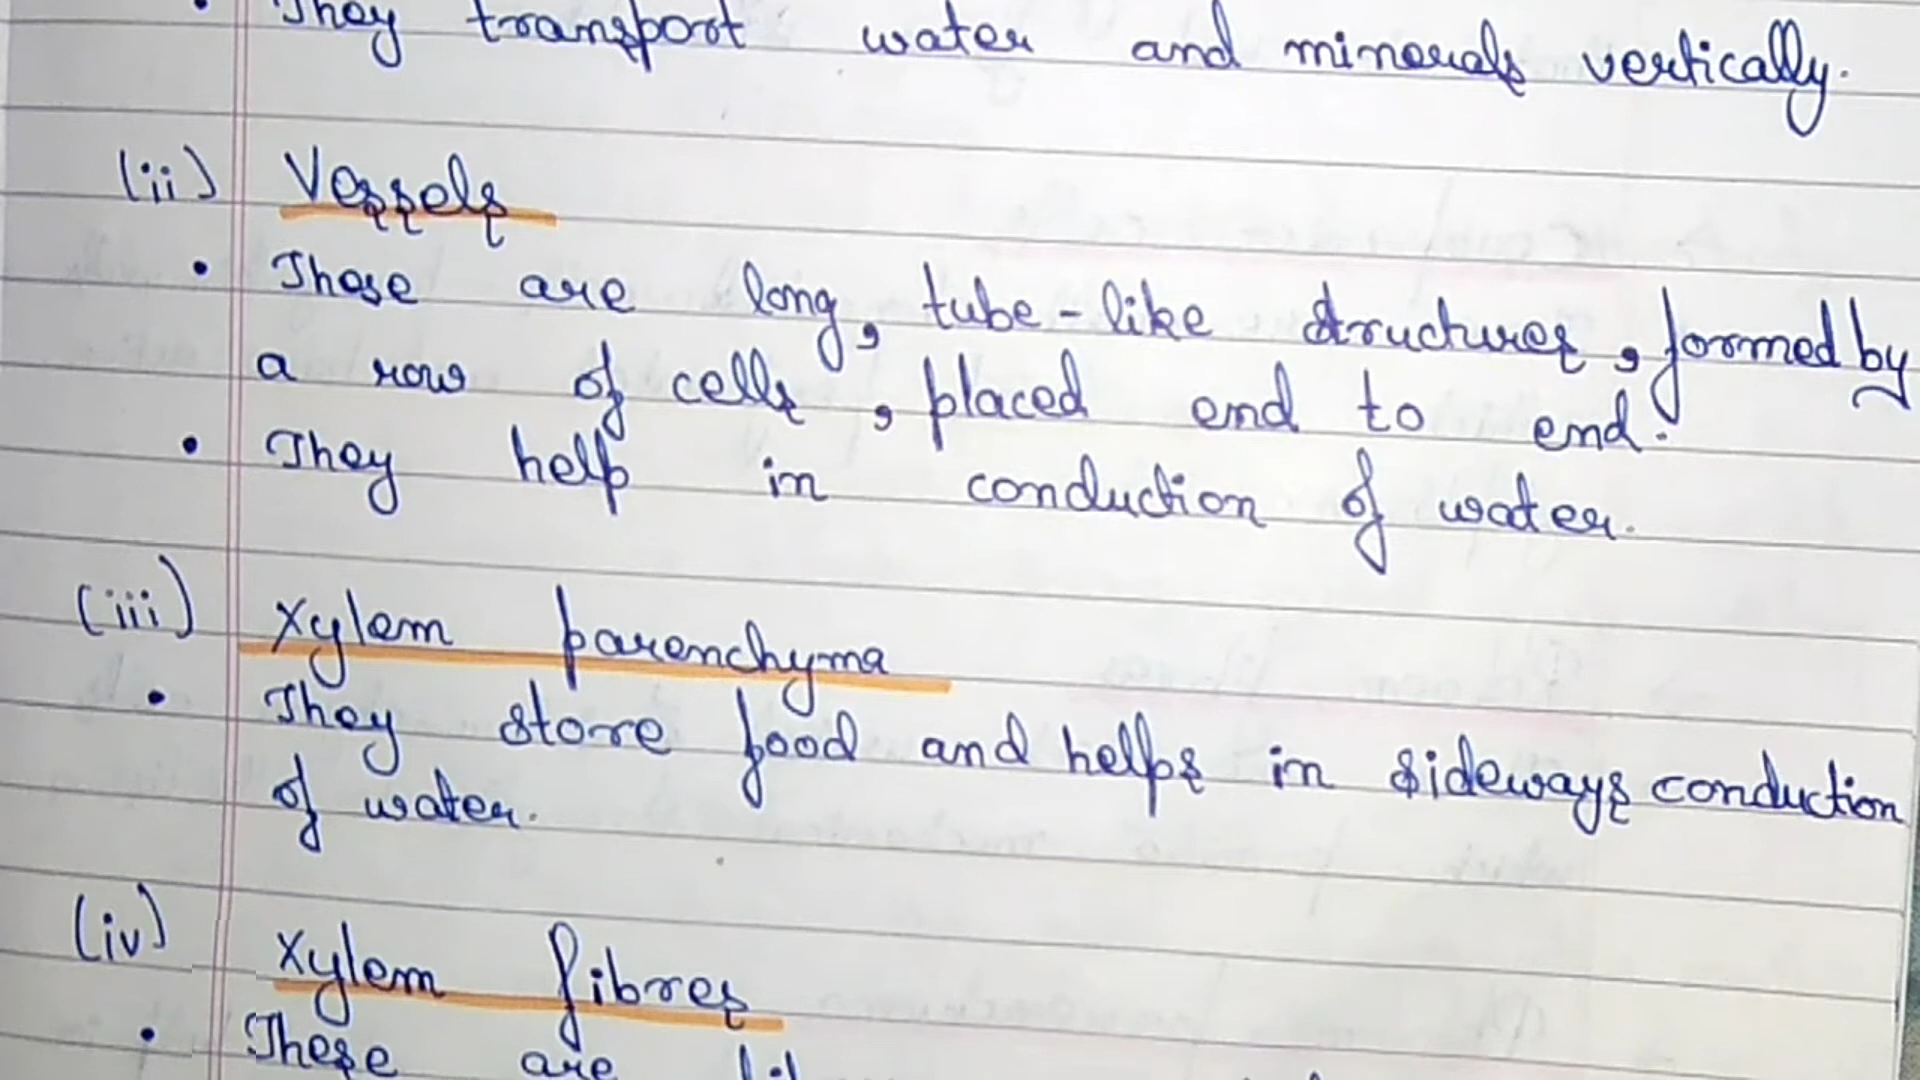 • They transport water and minerals vertically.
(ii) Vessels
• These are long, tube-like structures, formed by
a row of cells, placed end to end.
• They help in conduction of water.
(iii) Xylem parenchyma
• They store food and helps in sideways conduction
of water.
(iv) Xylem fibres
• These are